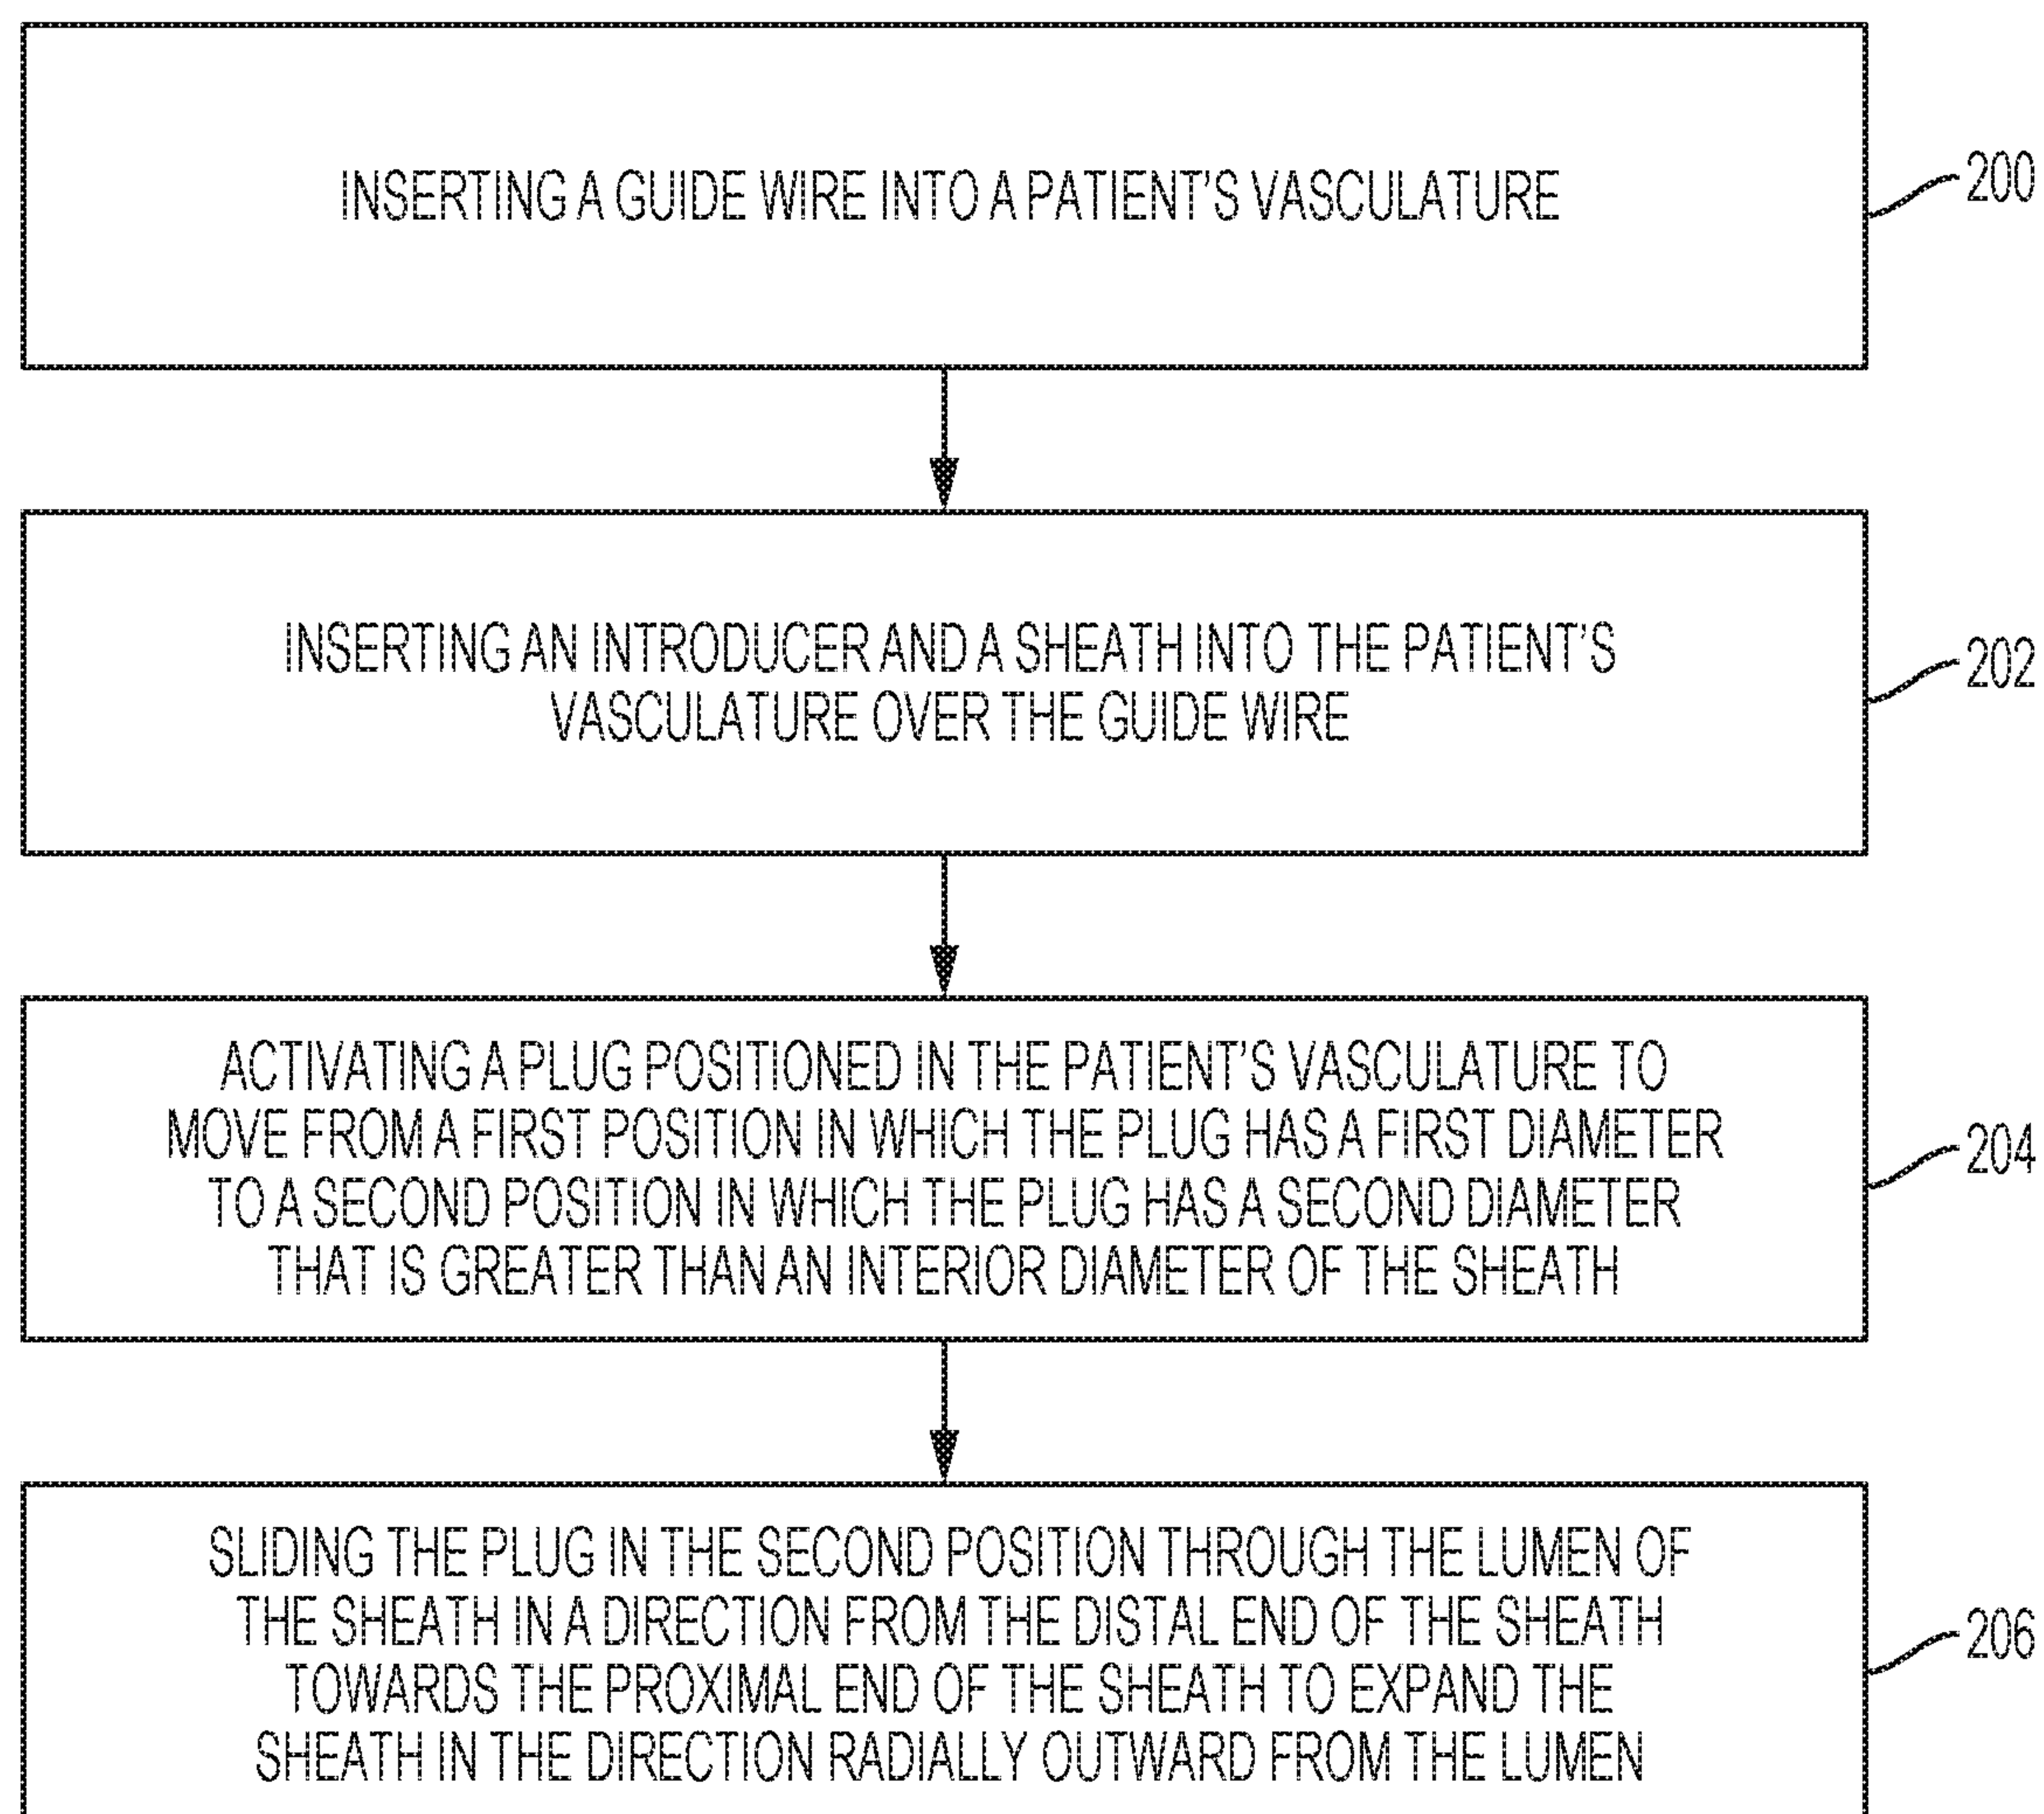 INSERTING A GUIDE WIRE INTO A PATIENT'S VASCULATURE
200
INSERTING AN INTRODUCER AND A SHEATH INTO THE PATIENT'S
VASCULATURE OVER THE GUIDE WIRE
202
ACTIVATING A PLUG POSITIONED IN THE PATIENT'S VASCULATURE TO
MOVE FROM A FIRST POSITION IN WHICH THE PLUG HAS A FIRST DIAMETER
TO A SECOND POSITION IN WHICH THE PLUG HAS A SECOND DIAMETER
THAT IS GREATER THAN AN INTERIOR DIAMETER OF THE SHEATH
204
SLIDING THE PLUG IN THE SECOND POSITION THROUGH THE LUMEN OF
THE SHEATH IN A DIRECTION FROM THE DISTAL END OF THE SHEATH
TOWARDS THE PROXIMAL END OF THE SHEATH TO EXPAND THE
SHEATH IN THE DIRECTION RADIALLY OUTWARD FROM THE LUMEN
206